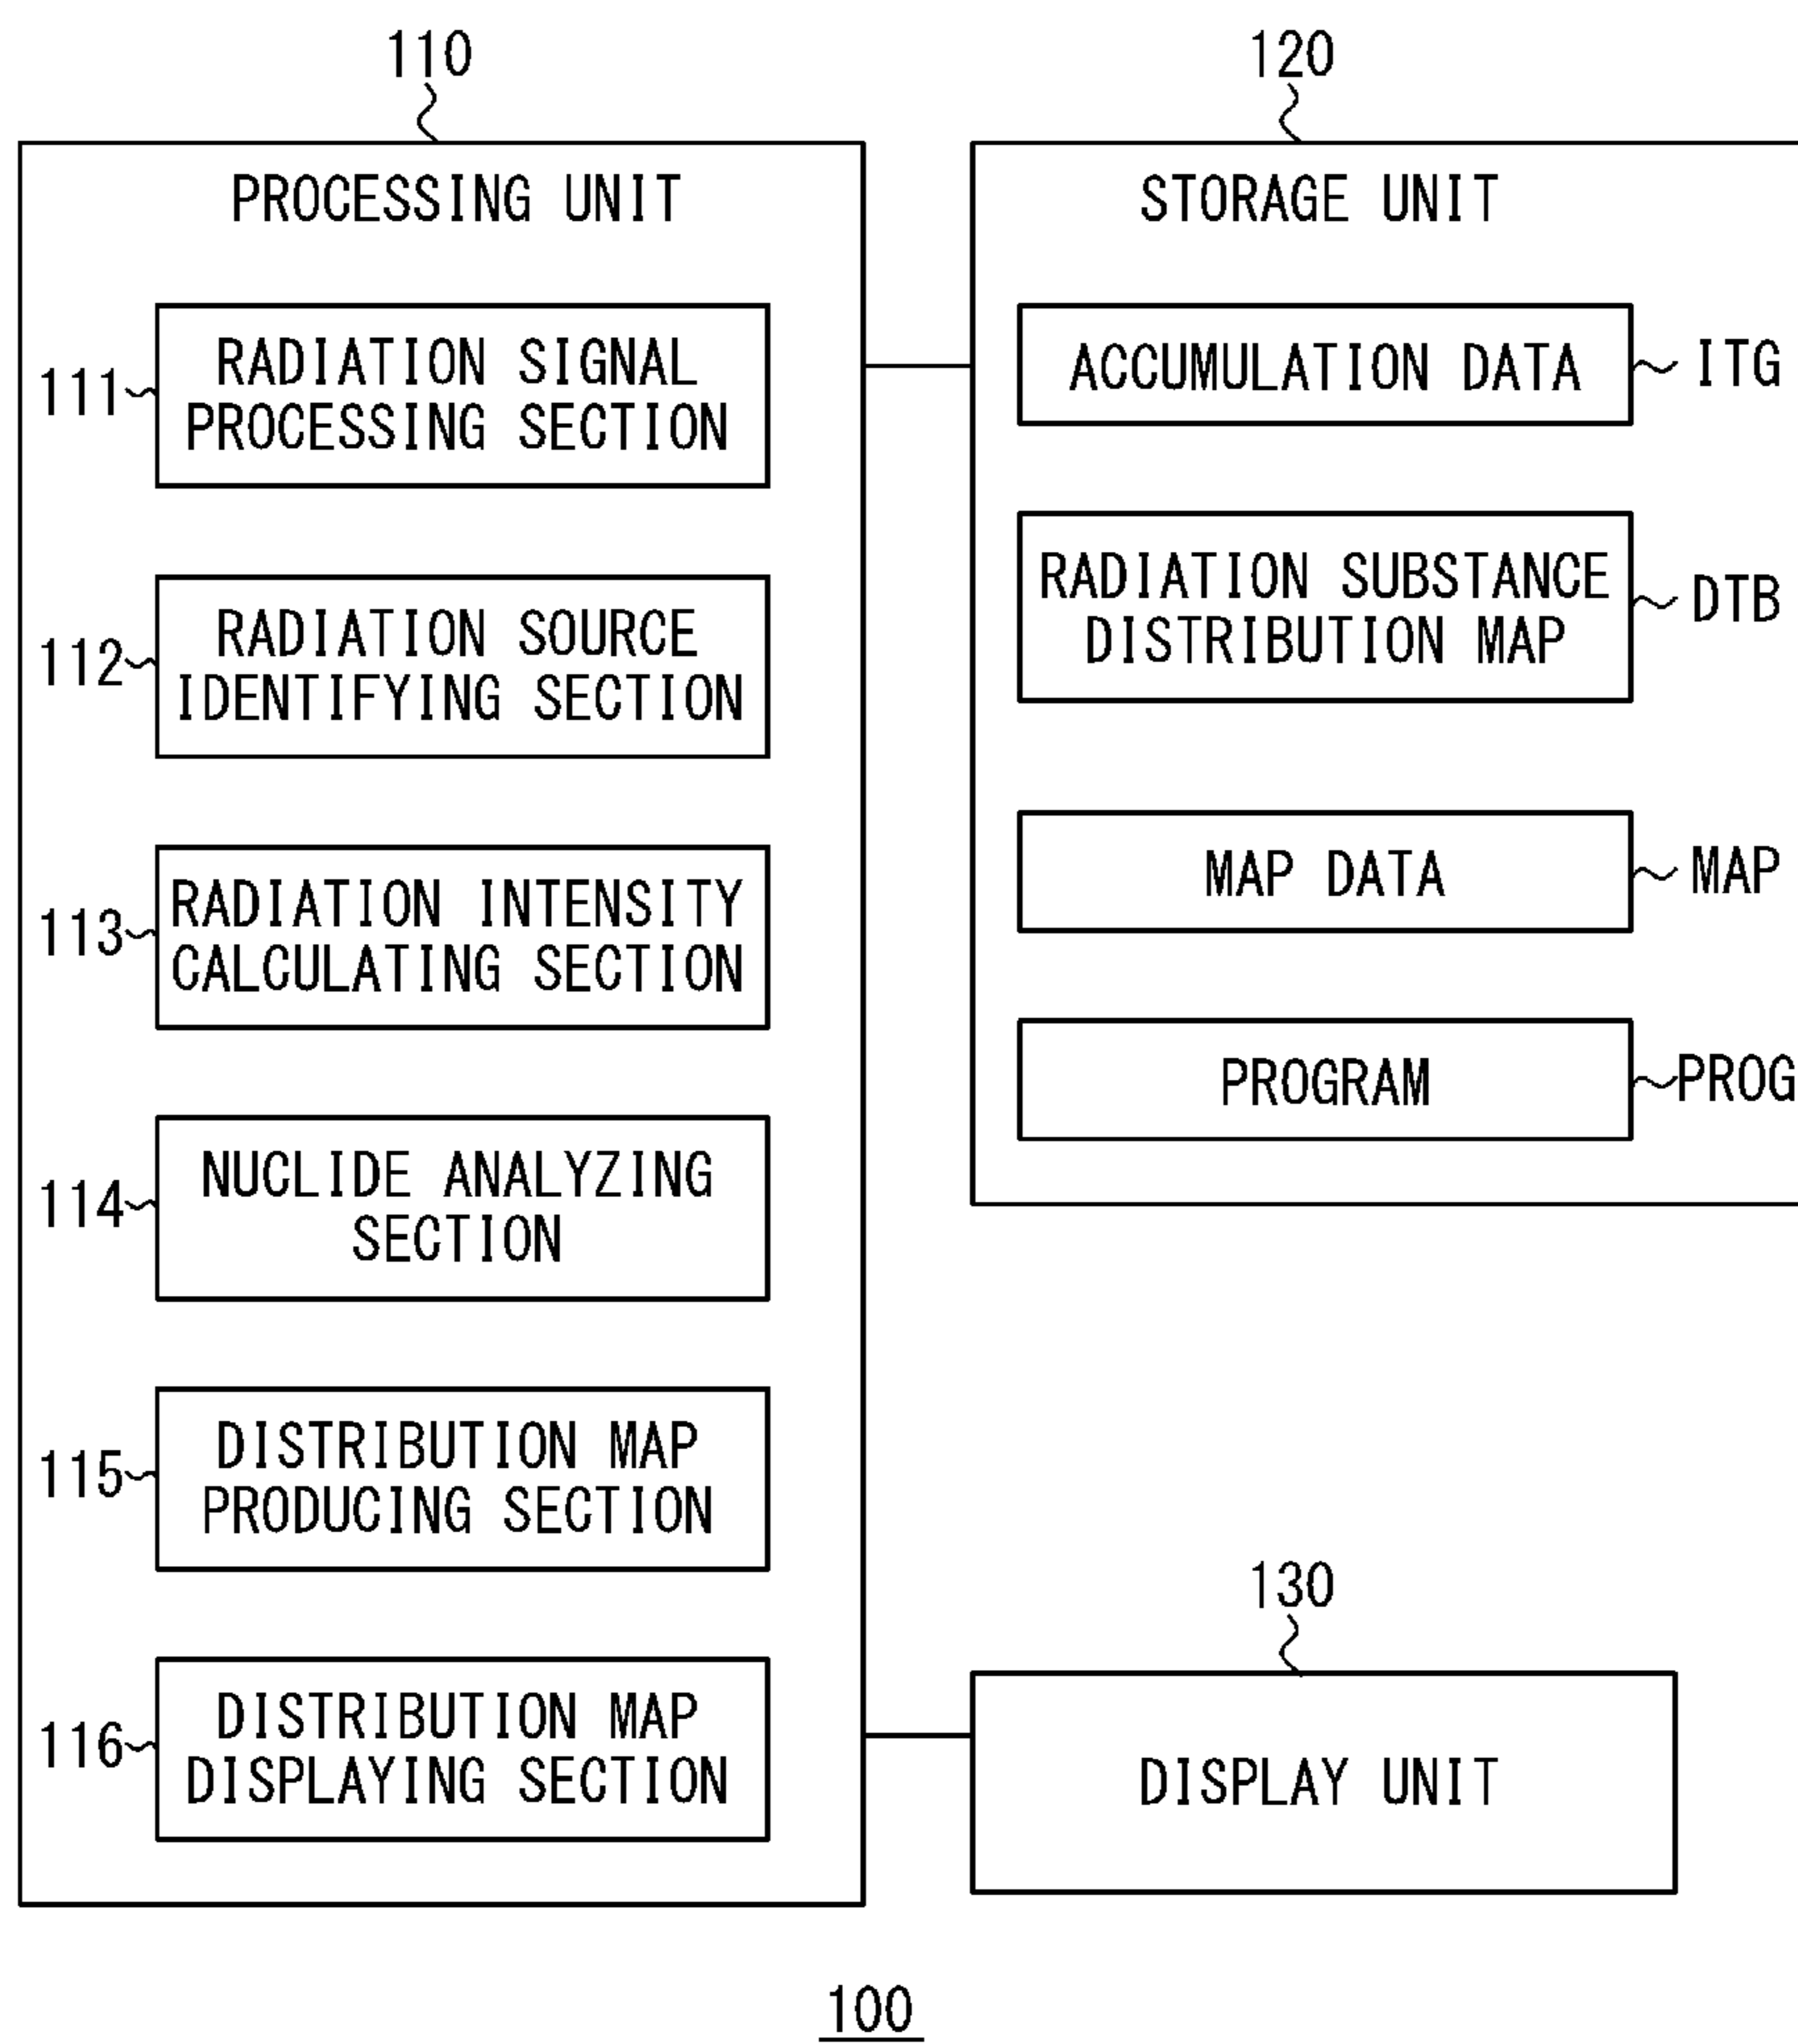 110
PROCESSING UNIT
111
RADIATION SIGNAL
PROCESSING SECTION
112
RADIATION SOURCE
IDENTIFYING SECTION
113
RADIATION INTENSITY
CALCULATING SECTION
114
NUCLIDE ANALYZING
SECTION
115
DISTRIBUTION MAP
PRODUCING SECTION
116
DISTRIBUTION MAP
DISPLAYING SECTION
120
STORAGE UNIT
ACCUMULATION DATA
ITG
RADIATION SUBSTANCE
DISTRIBUTION MAP
DTB
MAP DATA
MAP
PROGRAM
PROG
130
DISPLAY UNIT
100